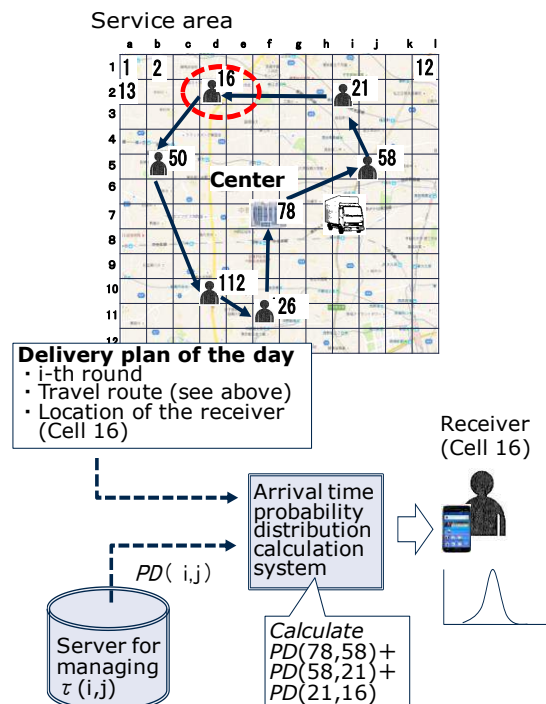 Service area
a b c d e f g h i j k l
1 1 2 16 12
2 13 21
3
4
5 50 58
6 Center
7 78
8
9
10 112
11 26
12
Delivery plan of the day
・i-th round
・Travel route (see above)
・Location of the receiver
(Cell 16)
Receiver
(Cell 16)
Arrival time
probability
distribution
calculation
system
PD( i,j)
Server for
managing
τ (i,j)
Calculate
PD(78,58)+
PD(58,21)+
PD(21,16)